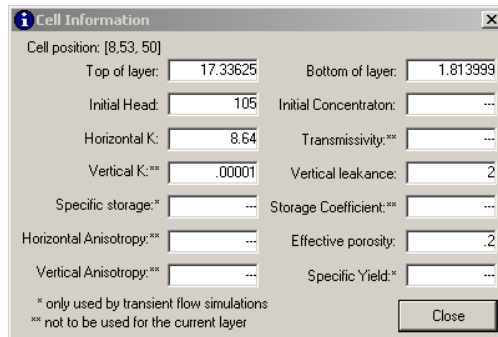 Cell Information
Cell position: [8,53, 50]
Top of layer: 17.33625 Bottom of layer: 1.813999
Initial Head: 105 Initial Concentraton: ---
Horizontal K: 8.64 Transmissivity:** ---
Vertical K:** .00001 Vertical leakance: 2
Specific storage:* --- Storage Coefficient:** ---
Horizontal Anisotropy:** --- Effective porosity: .2
Vertical Anisotropy:** --- Specific Yield:* ---
* only used by transient flow simulations
** not to be used for the current layer
Close